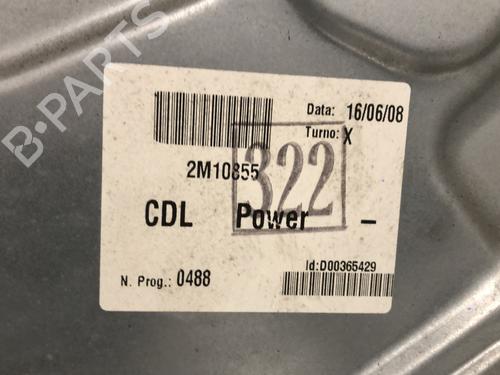 B-PARTS
Data: 16/06/08
Turno: X
2M10855
322
CDL Power -
Id:D00365429
N. Prog.: 0488